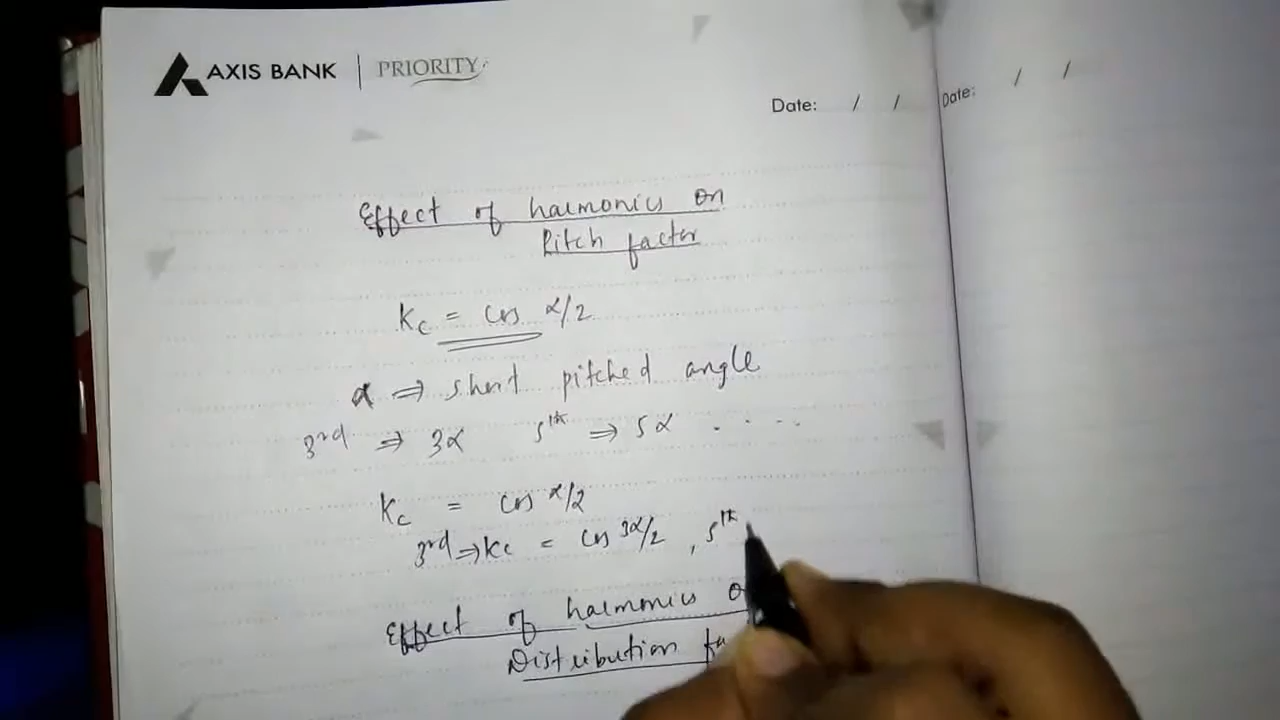 AXIS BANK | PRIORITY
Date: / /
Date: / /
Effect of harmonics on
Pitch factor
Kc = cos α/2
α ⇒ short pitched angle
3rd ⇒ 3α 5th ⇒ 5α . . . .
Kc = cos α/2
3rd ⇒ Kc = cos 3α/2 , 5th
Effect of harmonics
Distribution